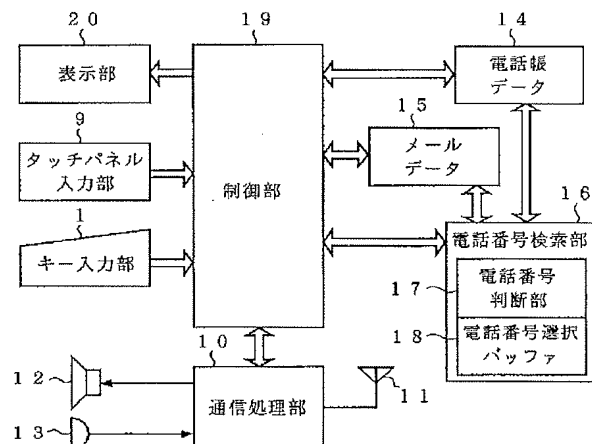 20
表示部
9
タッチパネル
入力部
1
キー入力部
19
制御部
14
電話帳
データ
15
メール
データ
16
電話番号検索部
17
電話番号
判断部
18
電話番号選択
バッファ
10
通信処理部
11
12
13